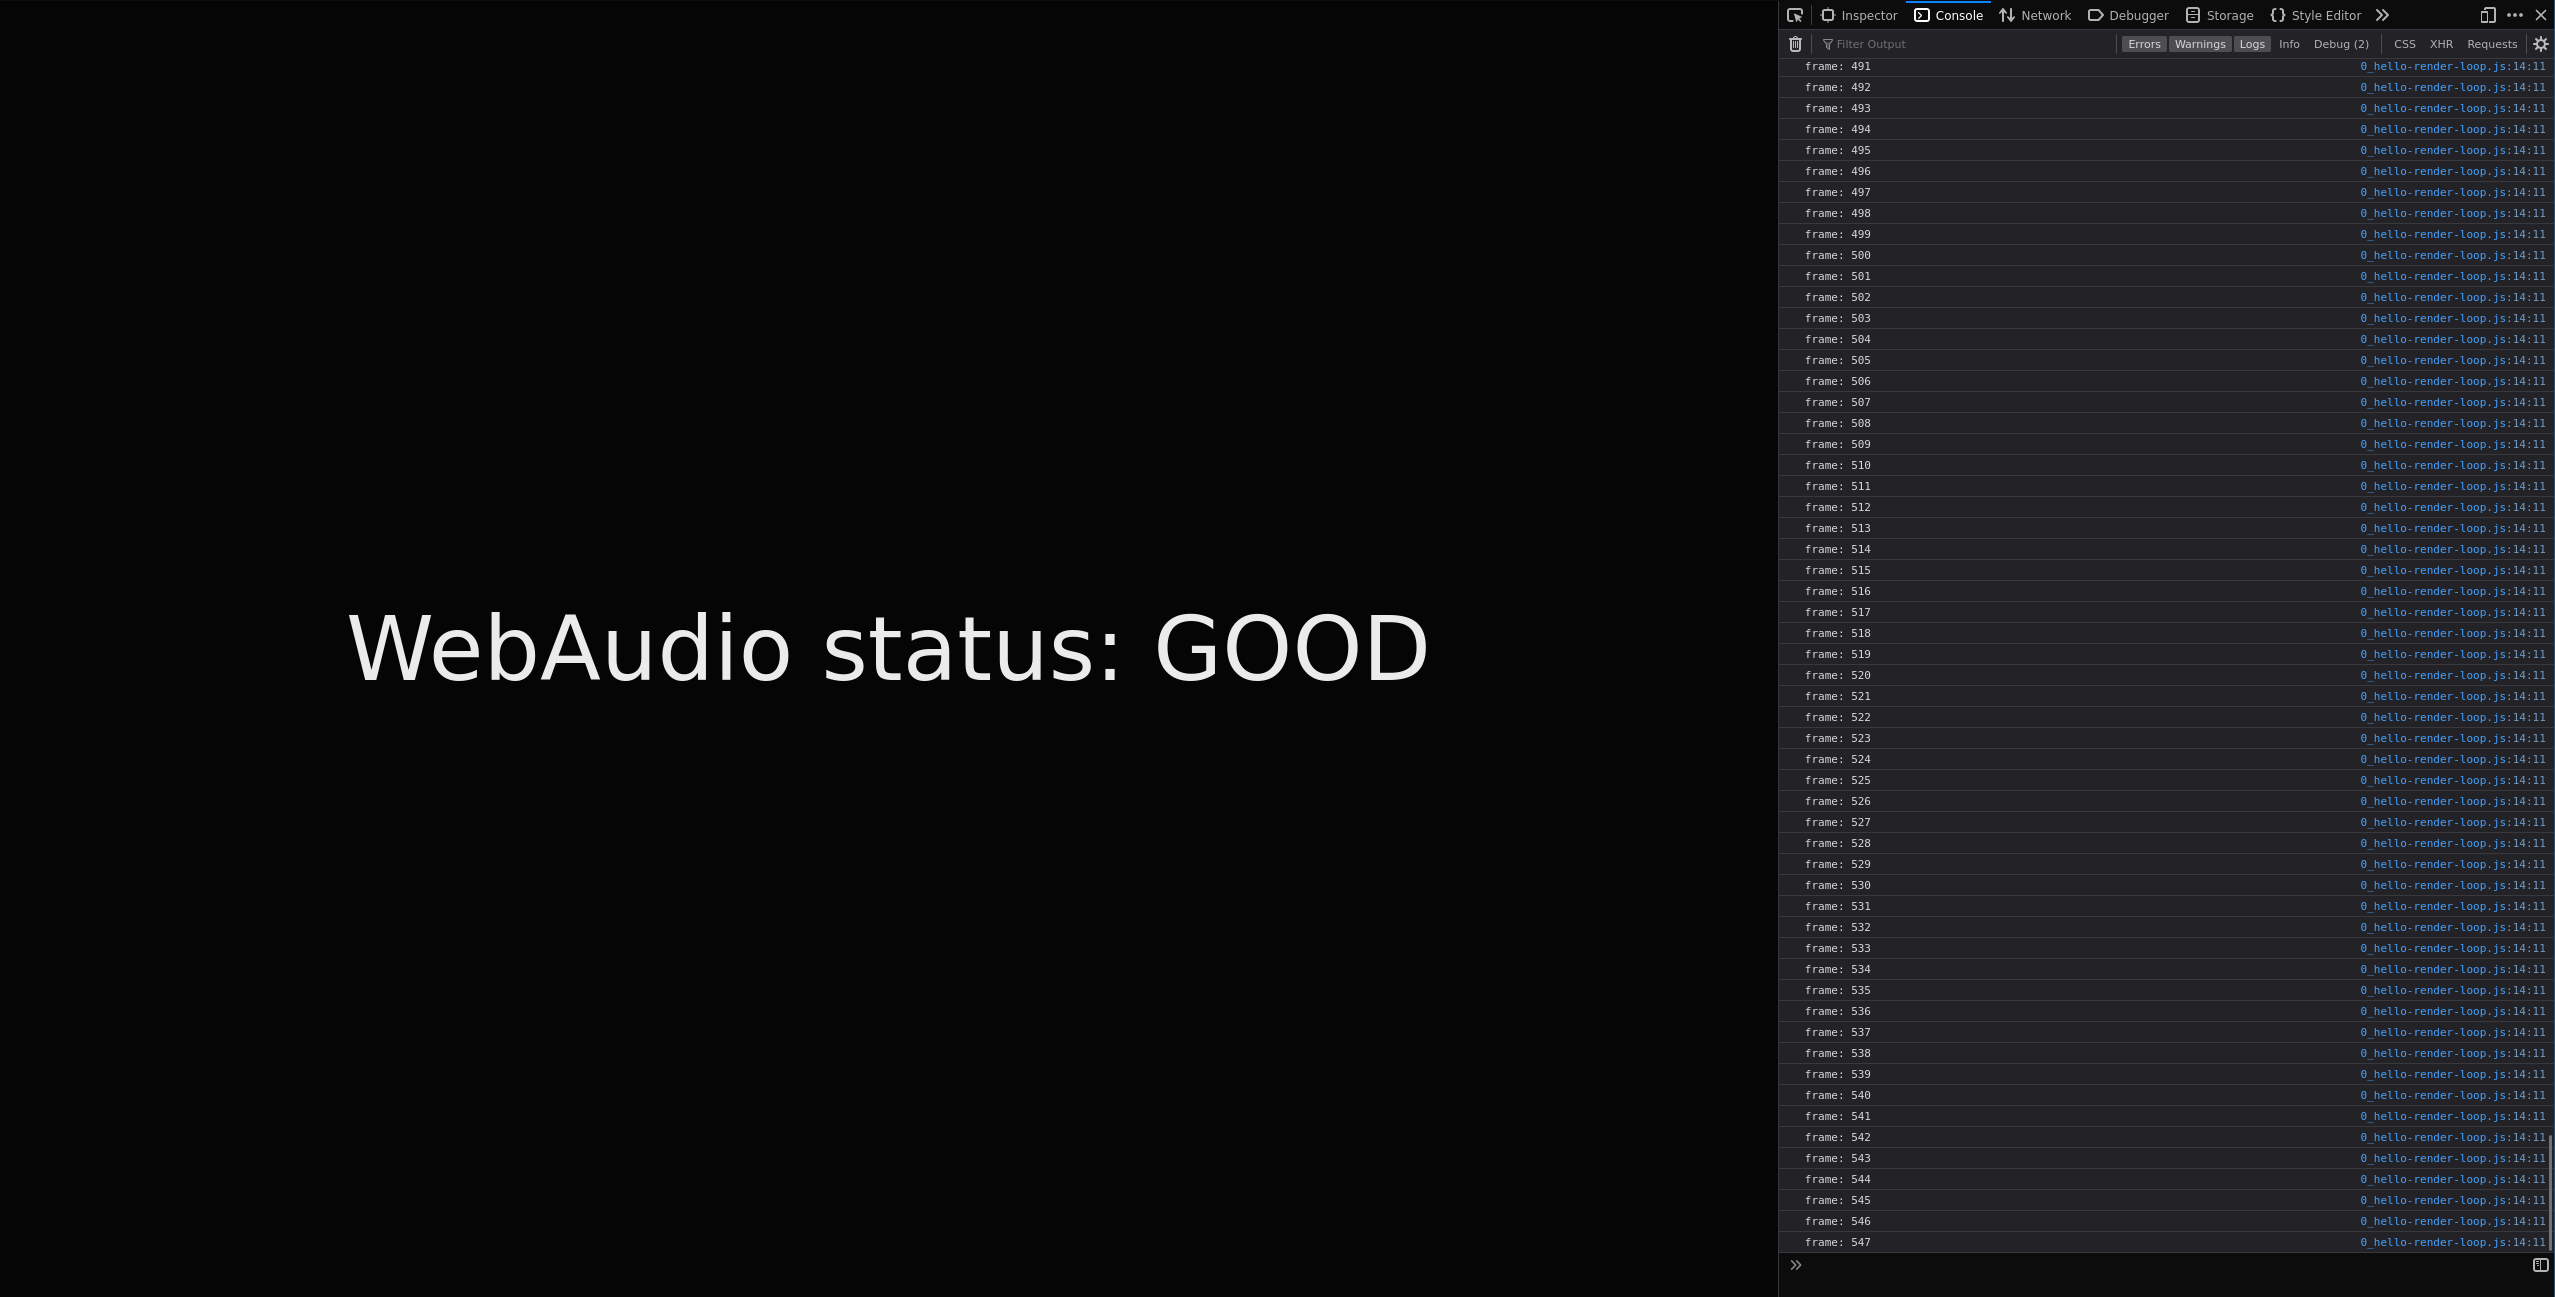 WebAudio status: GOOD
Inspector Console Network Debugger Storage Style Editor
Filter Output Errors Warnings Logs Info Debug (2) CSS XHR Requests
frame: 491 0_hello-render-loop.js:14:11
frame: 492 0_hello-render-loop.js:14:11
frame: 493 0_hello-render-loop.js:14:11
frame: 494 0_hello-render-loop.js:14:11
frame: 495 0_hello-render-loop.js:14:11
frame: 496 0_hello-render-loop.js:14:11
frame: 497 0_hello-render-loop.js:14:11
frame: 498 0_hello-render-loop.js:14:11
frame: 499 0_hello-render-loop.js:14:11
frame: 500 0_hello-render-loop.js:14:11
frame: 501 0_hello-render-loop.js:14:11
frame: 502 0_hello-render-loop.js:14:11
frame: 503 0_hello-render-loop.js:14:11
frame: 504 0_hello-render-loop.js:14:11
frame: 505 0_hello-render-loop.js:14:11
frame: 506 0_hello-render-loop.js:14:11
frame: 507 0_hello-render-loop.js:14:11
frame: 508 0_hello-render-loop.js:14:11
frame: 509 0_hello-render-loop.js:14:11
frame: 510 0_hello-render-loop.js:14:11
frame: 511 0_hello-render-loop.js:14:11
frame: 512 0_hello-render-loop.js:14:11
frame: 513 0_hello-render-loop.js:14:11
frame: 514 0_hello-render-loop.js:14:11
frame: 515 0_hello-render-loop.js:14:11
frame: 516 0_hello-render-loop.js:14:11
frame: 517 0_hello-render-loop.js:14:11
frame: 518 0_hello-render-loop.js:14:11
frame: 519 0_hello-render-loop.js:14:11
frame: 520 0_hello-render-loop.js:14:11
frame: 521 0_hello-render-loop.js:14:11
frame: 522 0_hello-render-loop.js:14:11
frame: 523 0_hello-render-loop.js:14:11
frame: 524 0_hello-render-loop.js:14:11
frame: 525 0_hello-render-loop.js:14:11
frame: 526 0_hello-render-loop.js:14:11
frame: 527 0_hello-render-loop.js:14:11
frame: 528 0_hello-render-loop.js:14:11
frame: 529 0_hello-render-loop.js:14:11
frame: 530 0_hello-render-loop.js:14:11
frame: 531 0_hello-render-loop.js:14:11
frame: 532 0_hello-render-loop.js:14:11
frame: 533 0_hello-render-loop.js:14:11
frame: 534 0_hello-render-loop.js:14:11
frame: 535 0_hello-render-loop.js:14:11
frame: 536 0_hello-render-loop.js:14:11
frame: 537 0_hello-render-loop.js:14:11
frame: 538 0_hello-render-loop.js:14:11
frame: 539 0_hello-render-loop.js:14:11
frame: 540 0_hello-render-loop.js:14:11
frame: 541 0_hello-render-loop.js:14:11
frame: 542 0_hello-render-loop.js:14:11
frame: 543 0_hello-render-loop.js:14:11
frame: 544 0_hello-render-loop.js:14:11
frame: 545 0_hello-render-loop.js:14:11
frame: 546 0_hello-render-loop.js:14:11
frame: 547 0_hello-render-loop.js:14:11